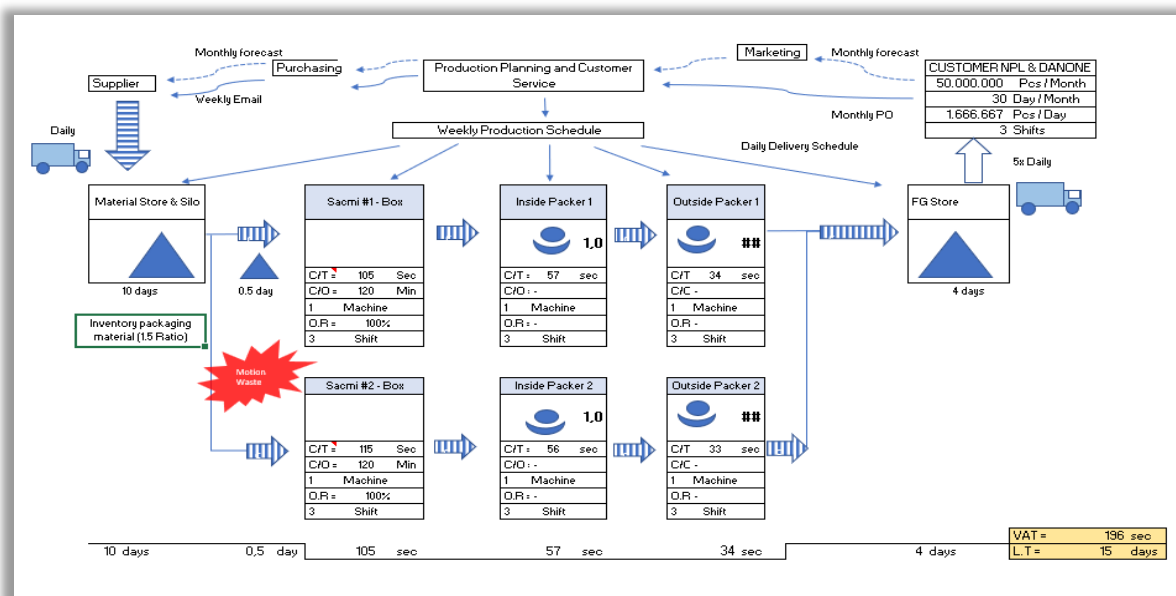 Monthly forecast
Marketing
Monthly forecast
Purchasing
Production Planning and Customer
Service
CUSTOMER NPL & DANONE
50.000.000 Pcs / Month
30 Day / Month
1.666.667 Pcs / Day
3 Shifts
Supplier
Weekly Email
Monthly PO
Weekly Production Schedule
Daily
Daily Delivery Schedule
5x Daily
Material Store & Silo
10 days
0.5 day
Inventory packaging
material (1.5 Ratio)
Motion
Waste
Sacmi #1 - Box
C/T = 105 Sec
C/O = 120 Min
1 Machine
O.R = 100%
3 Shift
Inside Packer 1
1,0
C/T : 57 sec
C/O : -
1 Machine
O.R : -
3 Shift
Outside Packer 1
##
C/T 34 sec
C/C -
1 Machine
O.R -
3 Shift
FG Store
4 days
Sacmi #2 - Box
C/T = 115 Sec
C/O = 120 Min
1 Machine
O.R = 100%
3 Shift
Inside Packer 2
1,0
C/T : 56 sec
C/O : -
1 Machine
O.R : -
3 Shift
Outside Packer 2
##
C/T 33 sec
C/C -
1 Machine
O.R -
3 Shift
10 days 0,5 day 105 sec 57 sec 34 sec 4 days
VAT = 196 sec
L.T = 15 days